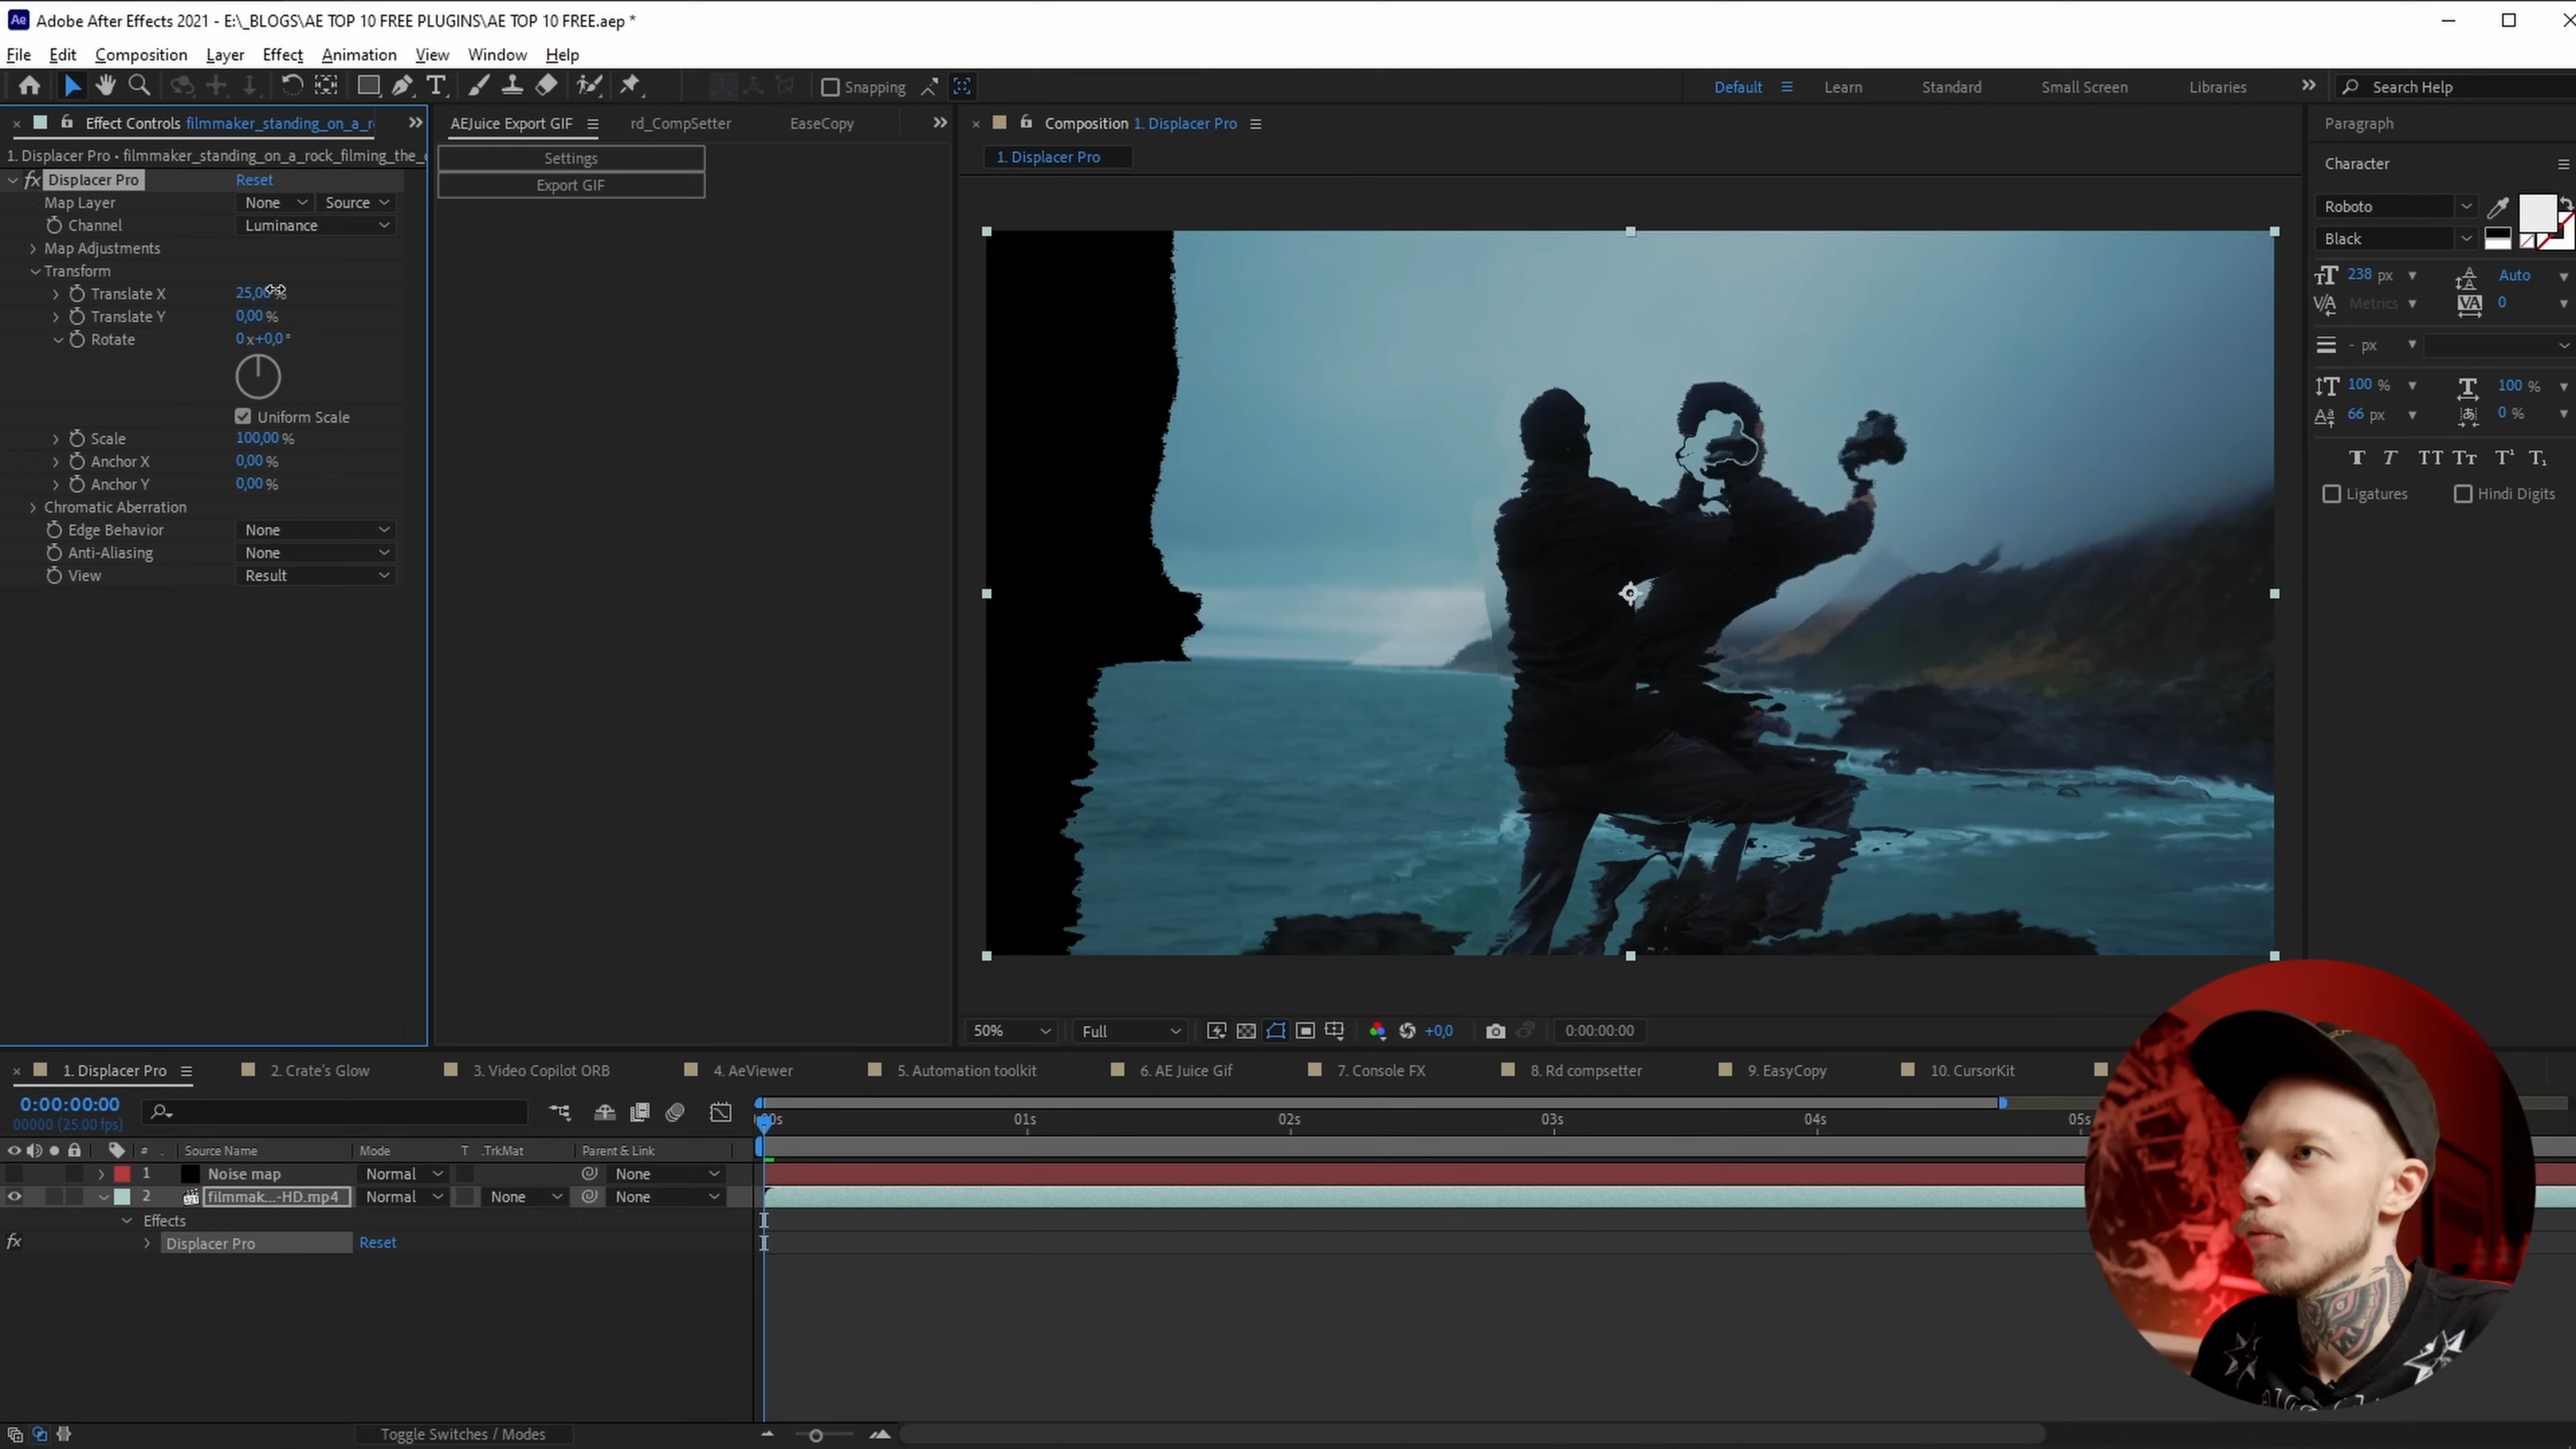 Ae Adobe After Effects 2021 - E:\_BLOGS\AE TOP 10 FREE PLUGINS\AE TOP 10 FREE.aep *
File Edit Composition Layer Effect Animation View Window Help
Snapping Default Learn Standard Small Screen Libraries Search Help
Effect Controls filmmaker_standing_on_a_r
1. Displacer Pro • filmmaker_standing_on_a_rock_filming_the_
fx Displacer Pro Reset
Map Layer None Source
Channel Luminance
Map Adjustments
Transform
Translate X 25,00 %
Translate Y 0,00 %
Rotate 0 x+0,0 °
Uniform Scale
Scale 100,00 %
Anchor X 0,00 %
Anchor Y 0,00 %
Chromatic Aberration
Edge Behavior None
Anti-Aliasing None
View Result
AEJuice Export GIF rd_CompSetter EaseCopy
Settings
Export GIF
Composition 1. Displacer Pro
1. Displacer Pro
50% Full +0,0 0:00:00:00
Paragraph
Character
Roboto
Black
238 px Auto
Metrics 0
- px
100 % 100 %
66 px 0 %
T T TT Tт T¹ T₁
Ligatures Hindi Digits
1. Displacer Pro 2. Crate's Glow 3. Video Copilot ORB 4. AeViewer 5. Automation toolkit 6. AE Juice Gif 7. Console FX 8. Rd compsetter 9. EasyCopy 10. CursorKit
0:00:00:00
00000 (25.00 fps)
00s 01s 02s 03s 04s 05s
# Source Name Mode T .TrkMat Parent & Link
1 Noise map Normal None
2 filmmak...-HD.mp4 Normal None None
Effects
fx Displacer Pro Reset
Toggle Switches / Modes